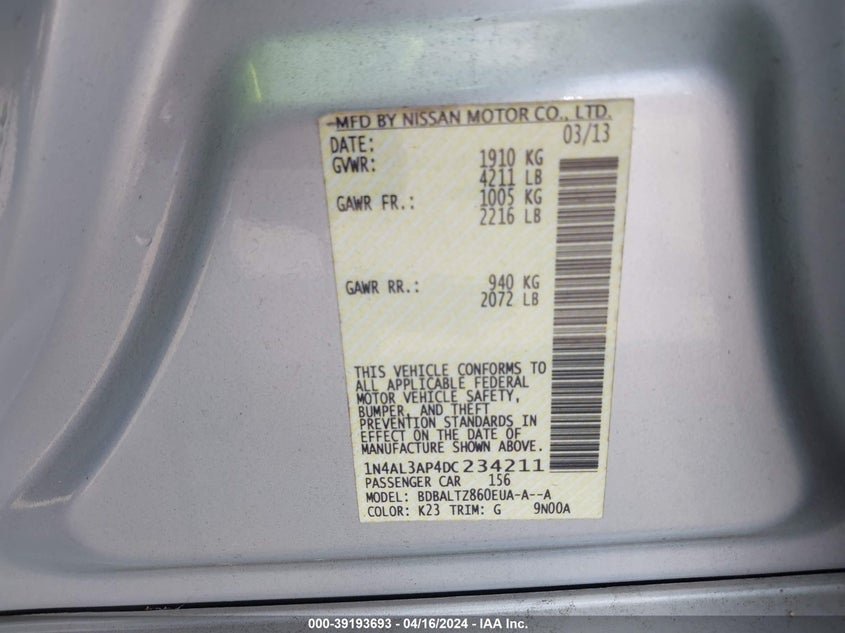 MFD BY NISSAN MOTOR CO., LTD.
DATE: 03/13
GVWR: 1910 KG
4211 LB
GAWR FR.: 1005 KG
2216 LB
GAWR RR.: 940 KG
2072 LB
THIS VEHICLE CONFORMS TO
ALL APPLICABLE FEDERAL
MOTOR VEHICLE SAFETY,
BUMPER, AND THEFT
PREVENTION STANDARDS IN
EFFECT ON THE DATE OF
MANUFACTURE SHOWN ABOVE.
1N4AL3AP4DC234211
PASSENGER CAR 156
MODEL: BDBALTZ860EUA-A--A
COLOR: K23 TRIM: G 9N00A
000-39193693 - 04/16/2024 - IAA Inc.